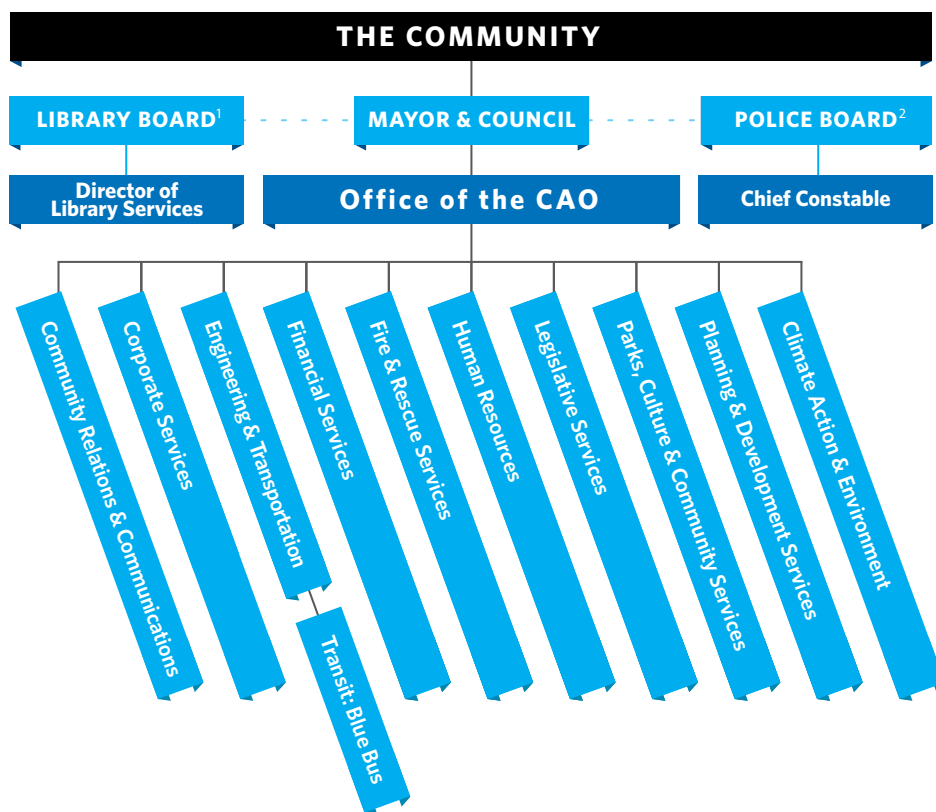 THE COMMUNITY
LIBRARY BOARD¹
MAYOR & COUNCIL
POLICE BOARD²
Director of
Library Services
Office of the CAO
Chief Constable
Community Relations & Communications
Corporate Services
Engineering & Transportation
Financial Services
Fire & Rescue Services
Human Resources
Legislative Services
Parks, Culture & Community Services
Planning & Development Services
Climate Action & Environment
Transit: Blue Bus